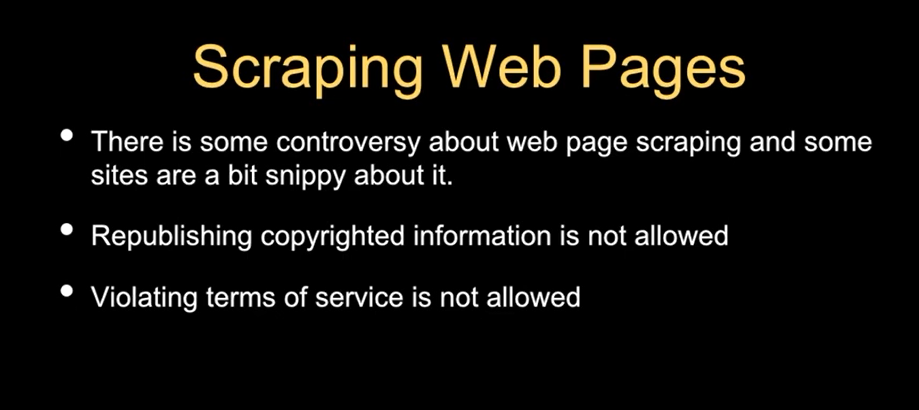 Scraping Web Pages
• There is some controversy about web page scraping and some
sites are a bit snippy about it.
• Republishing copyrighted information is not allowed
• Violating terms of service is not allowed